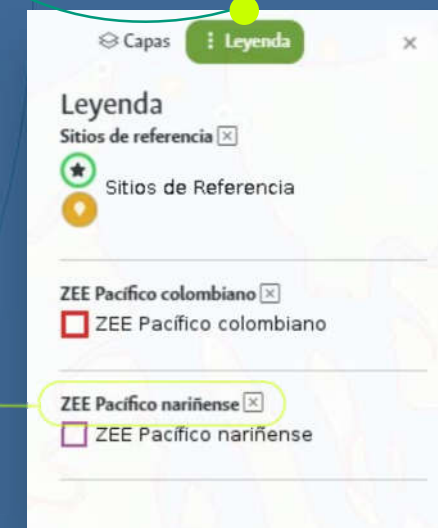 Capas
Leyenda
Leyenda
Sitios de referencia
Sitios de Referencia
ZEE Pacífico colombiano
ZEE Pacífico colombiano
ZEE Pacífico nariñense
ZEE Pacífico nariñense